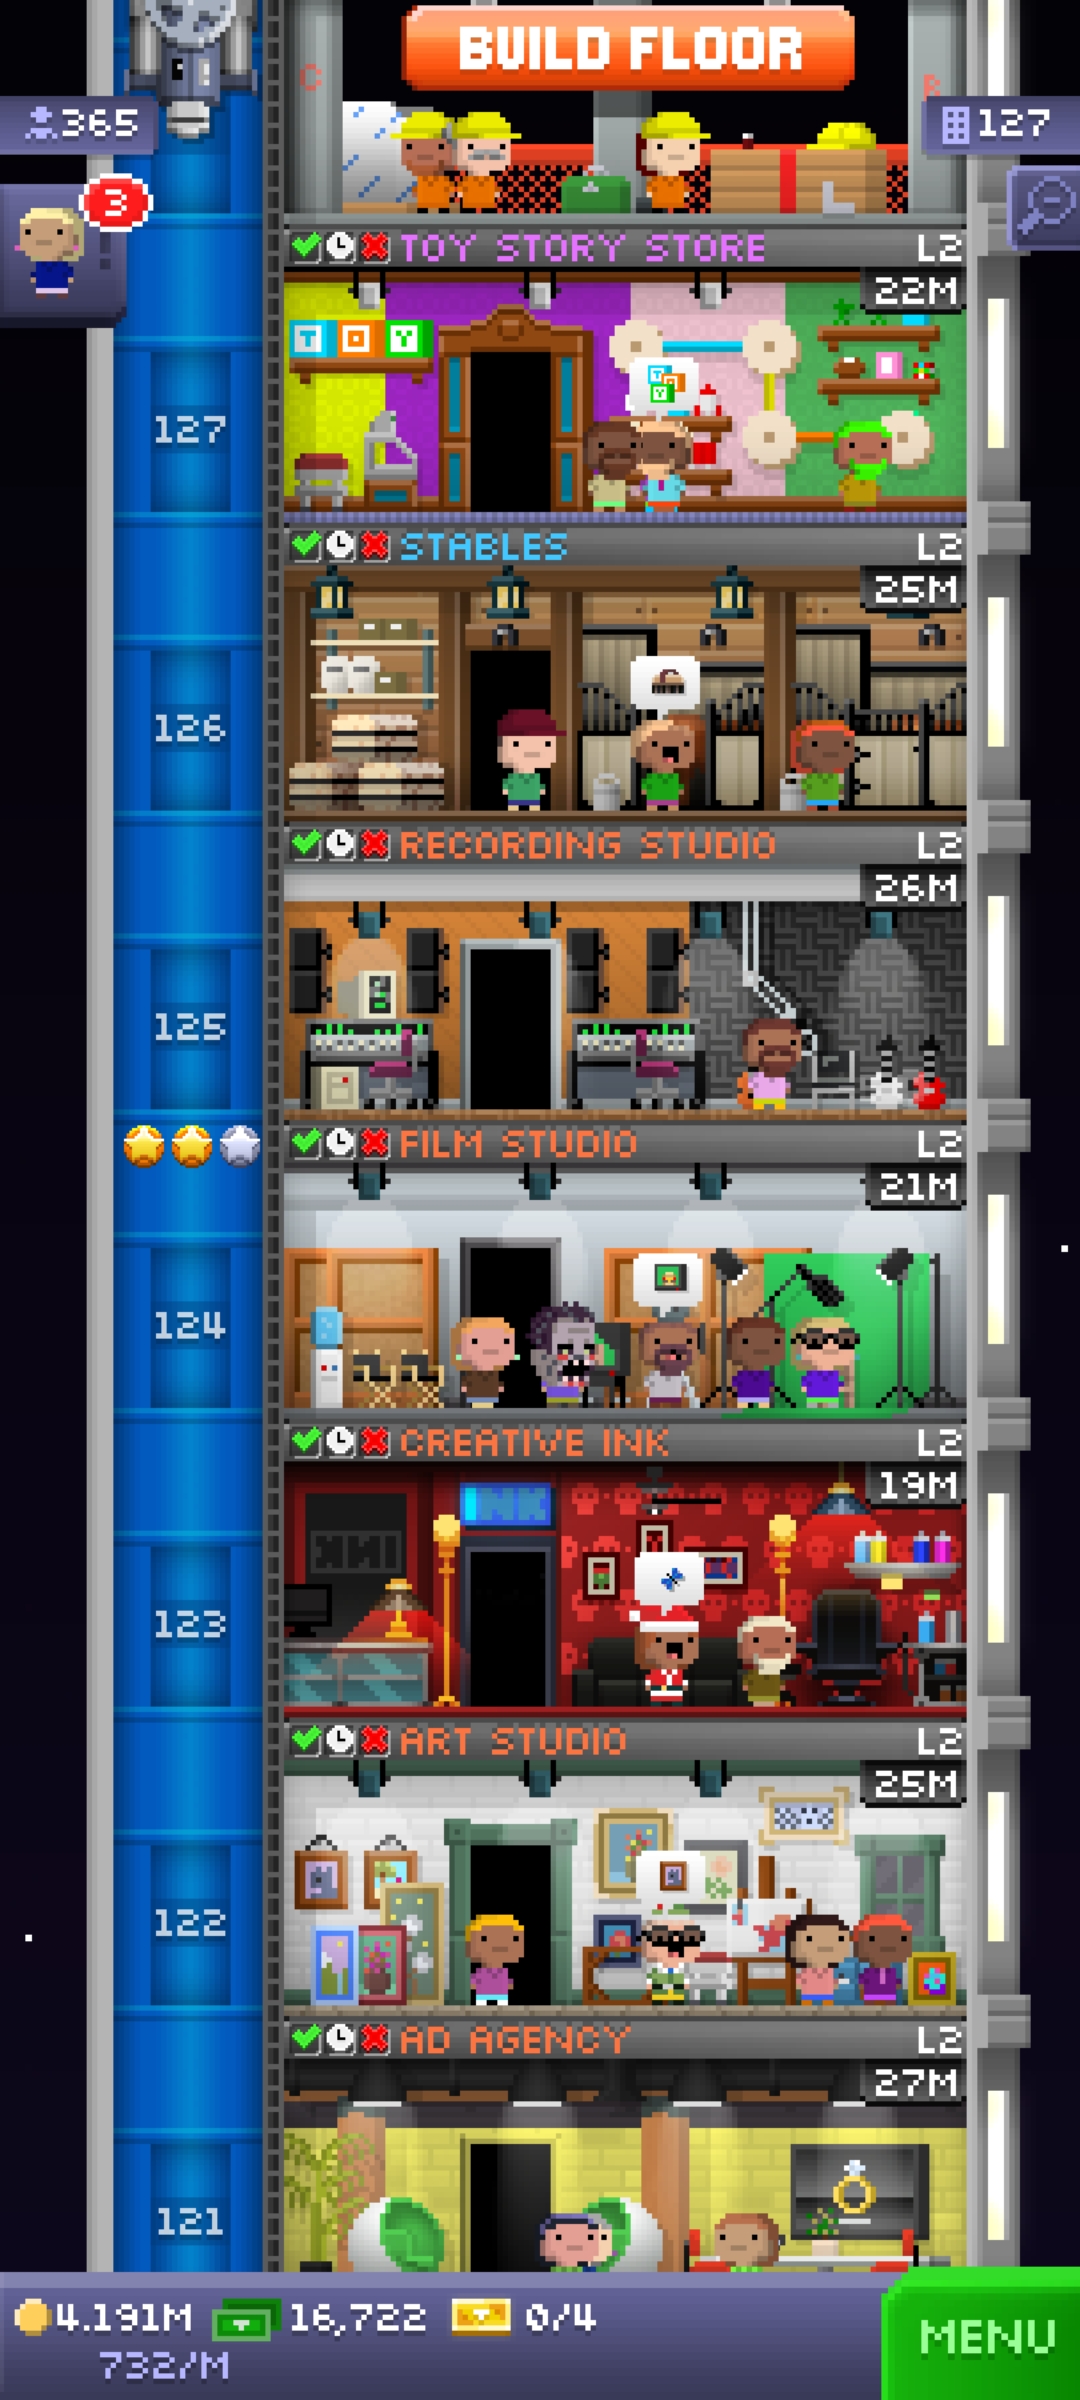 BUILD FLOOR
C
R
365
127
3
TOY STORY STORE L2
22M
T O Y
127
STABLES L2
25M
126
RECORDING STUDIO L2
26M
125
FILM STUDIO L2
21M
124
CREATIVE INK L2
19M
INK
123
ART STUDIO L2
25M
122
AD AGENCY L2
27M
121
4.191M 16,722 0/4
732/M
MENU